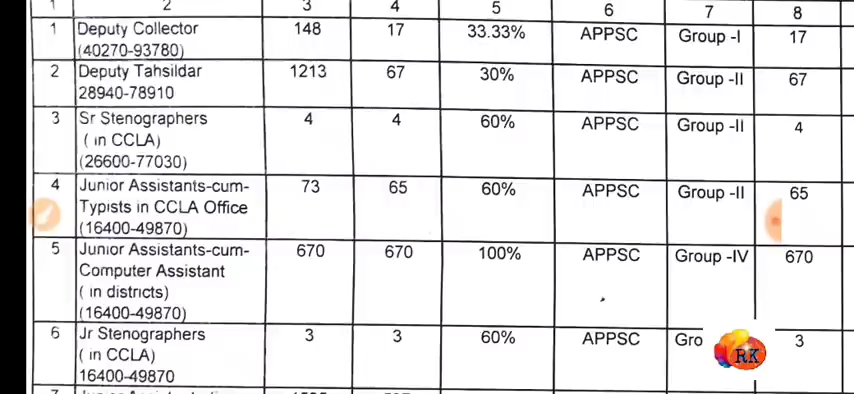 1 2 3 4 5 6 7 8
1 Deputy Collector 148 17 33.33% APPSC Group -I 17
(40270-93780)
2 Deputy Tahsildar 1213 67 30% APPSC Group -II 67
28940-78910
3 Sr Stenographers 4 4 60% APPSC Group -II 4
( in CCLA)
(26600-77030)
4 Junior Assistants-cum- 73 65 60% APPSC Group -II 65
Typists in CCLA Office
(16400-49870)
5 Junior Assistants-cum- 670 670 100% APPSC Group -IV 670
Computer Assistant
( in districts)
(16400-49870)
6 Jr Stenographers 3 3 60% APPSC Gro 3
( in CCLA)
16400-49870
RK